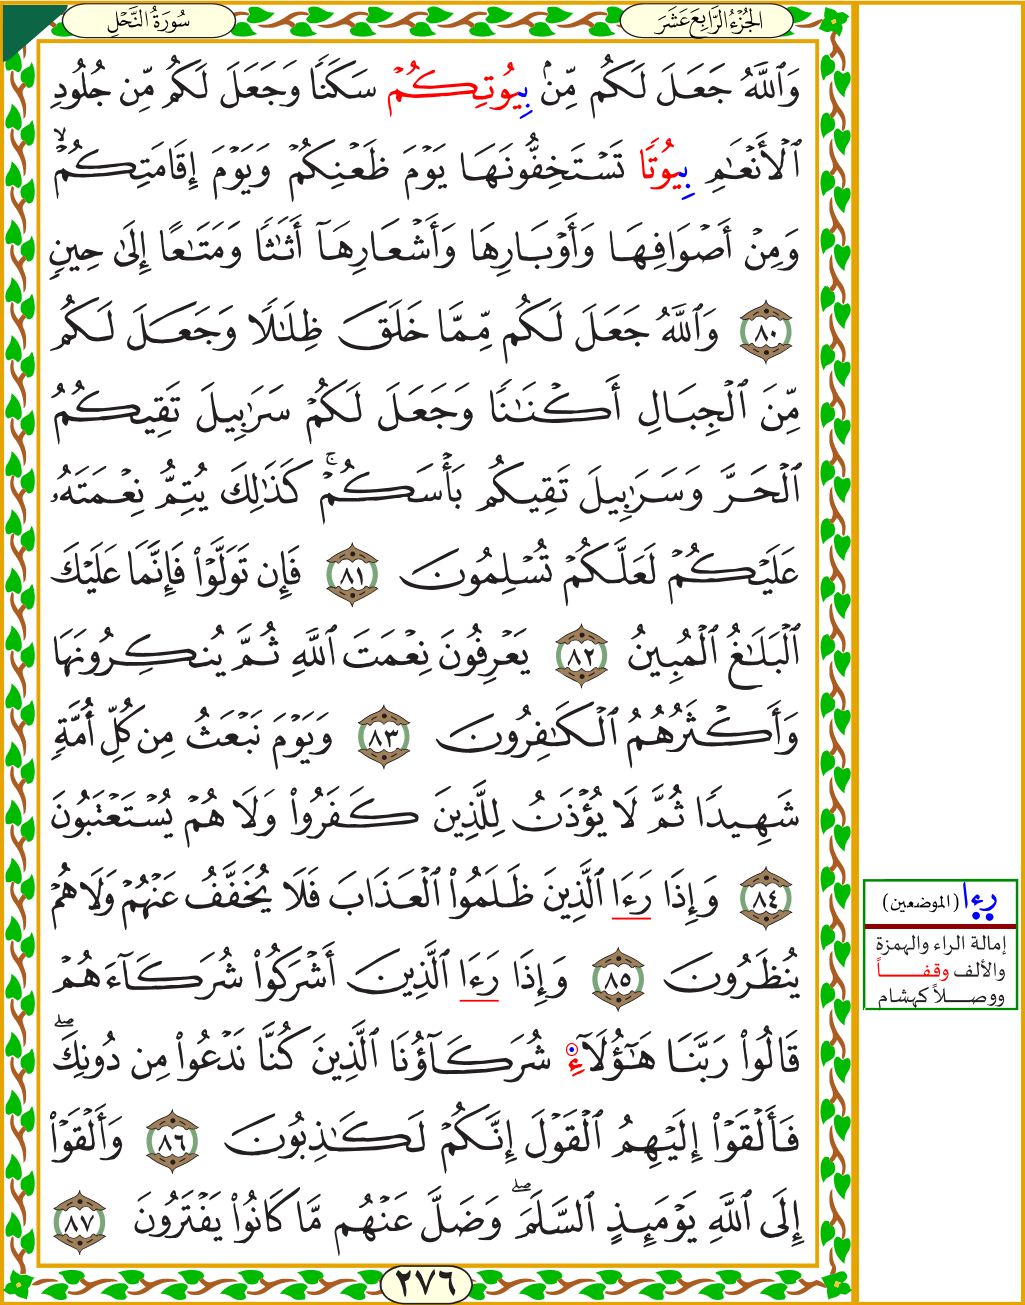 سُورَةُ النَّحْلِ
الجُزْءُ الرَّابِعَ عَشَرَ
وَٱللَّهُ جَعَلَ لَكُم مِّنۢ بِيُوتِكُمْ سَكَنًا وَجَعَلَ لَكُم مِّن جُلُودِ
ٱلْأَنْعَٰمِ بِيُوتًا تَسْتَخِفُّونَهَا يَوْمَ ظَعْنِكُمْ وَيَوْمَ إِقَامَتِكُمْ ۙ
وَمِنْ أَصْوَافِهَا وَأَوْبَارِهَا وَأَشْعَارِهَآ أَثَٰثًا وَمَتَٰعًا إِلَىٰ حِينٍ
٨٠ وَٱللَّهُ جَعَلَ لَكُم مِّمَّا خَلَقَ ظِلَٰلًا وَجَعَلَ لَكُم
مِّنَ ٱلْجِبَالِ أَكْنَٰنًا وَجَعَلَ لَكُمْ سَرَٰبِيلَ تَقِيكُمُ
ٱلْحَرَّ وَسَرَٰبِيلَ تَقِيكُم بَأْسَكُمْ ۚ كَذَٰلِكَ يُتِمُّ نِعْمَتَهُۥ
عَلَيْكُمْ لَعَلَّكُمْ تُسْلِمُونَ ٨١ فَإِن تَوَلَّوْا۟ فَإِنَّمَا عَلَيْكَ
ٱلْبَلَٰغُ ٱلْمُبِينُ ٨٢ يَعْرِفُونَ نِعْمَتَ ٱللَّهِ ثُمَّ يُنكِرُونَهَا
وَأَكْثَرُهُمُ ٱلْكَٰفِرُونَ ٨٣ وَيَوْمَ نَبْعَثُ مِن كُلِّ أُمَّةٍ
شَهِيدًا ثُمَّ لَا يُؤْذَنُ لِلَّذِينَ كَفَرُوا۟ وَلَا هُمْ يُسْتَعْتَبُونَ
٨٤ وَإِذَا رَءَا ٱلَّذِينَ ظَلَمُوا۟ ٱلْعَذَابَ فَلَا يُخَفَّفُ عَنْهُمْ وَلَا هُمْ
يُنظَرُونَ ٨٥ وَإِذَا رَءَا ٱلَّذِينَ أَشْرَكُوا۟ شُرَكَآءَهُمْ
قَالُوا۟ رَبَّنَا هَٰٓؤُلَآءِ شُرَكَآؤُنَا ٱلَّذِينَ كُنَّا نَدْعُوا۟ مِن دُونِكَ ۖ
فَأَلْقَوْا۟ إِلَيْهِمُ ٱلْقَوْلَ إِنَّكُمْ لَكَٰذِبُونَ ٨٦ وَأَلْقَوْا۟
إِلَى ٱللَّهِ يَوْمَئِذٍ ٱلسَّلَمَ ۖ وَضَلَّ عَنْهُم مَّا كَانُوا۟ يَفْتَرُونَ ٨٧
٢٧٦
رءا (الموضعين)
إمالة الراء والهمزة
والألف وقفــاً
ووصــلاً كهشام